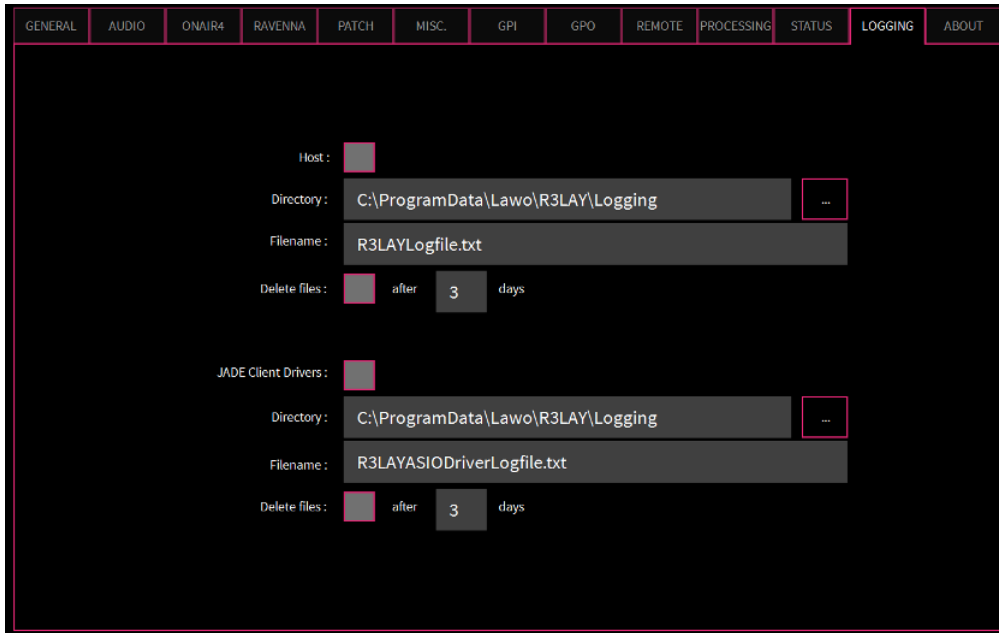 GENERAL AUDIO ONAIR4 RAVENNA PATCH MISC. GPI GPO REMOTE PROCESSING STATUS LOGGING ABOUT
Host :
Directory : C:\ProgramData\Lawo\R3LAY\Logging ...
Filename : R3LAYLogfile.txt
Delete files : after 3 days
JADE Client Drivers :
Directory : C:\ProgramData\Lawo\R3LAY\Logging ...
Filename : R3LAYASIODriverLogfile.txt
Delete files : after 3 days